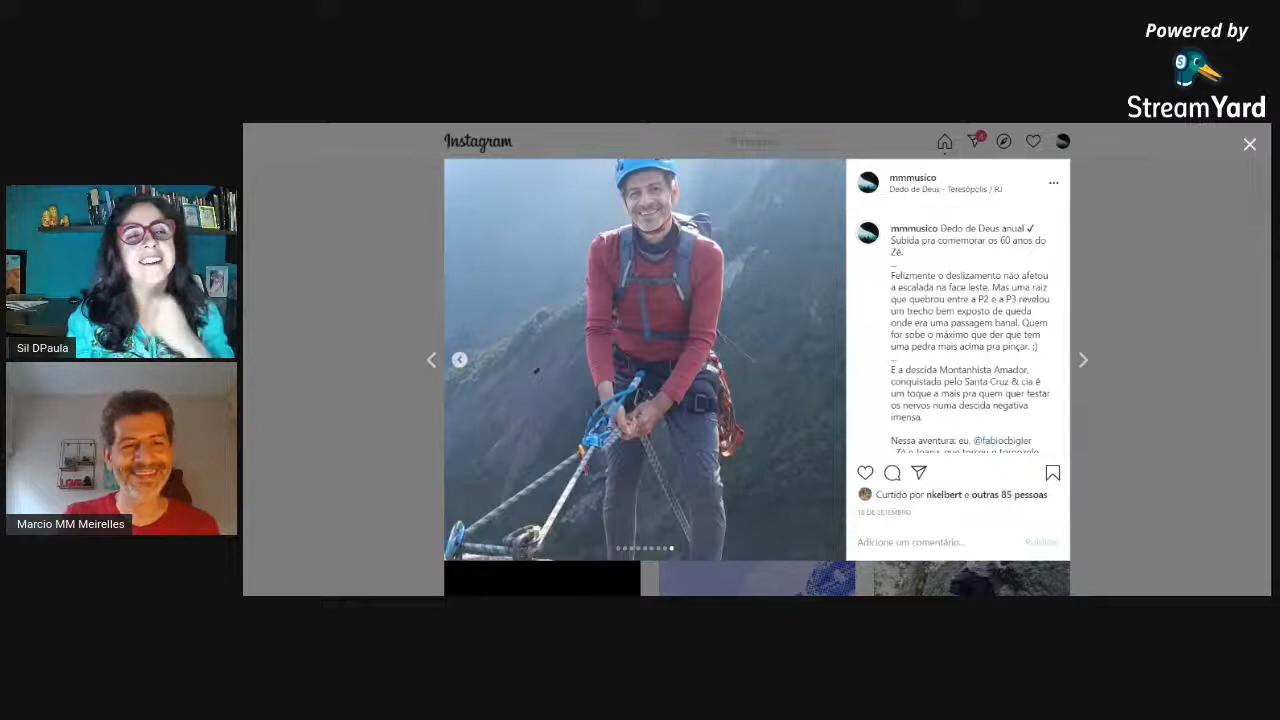 Powered by
StreamYard
Instagram
mmmusico
Dedo de Deus - Teresópolis / RJ
mmmusico Dedo de Deus anual ✓
Subida pra comemorar os 60 anos do
Zé.
...
Felizmente o deslizamento não afetou
a escalada na face leste. Mas uma raiz
que quebrou entre a P2 e a P3 revelou
um trecho bem exposto de queda
onde era uma passagem banal. Quem
for sobe o máximo que der que tem
uma pedra mais acima pra pinçar. ;)
...
E a descida Montanhista Amador,
conquistada pelo Santa Cruz & cia é
um toque a mais pra quem quer testar
os nervos numa descida negativa
imensa.
Nessa aventura: eu, @fabiocbigler
Zé e Joana, que torceu o tornozelo
Curtido por nkelbert e outras 85 pessoas
18 DE SETEMBRO
Adicione um comentário...
Publicar
Sil DPaula
Marcio MM Meirelles